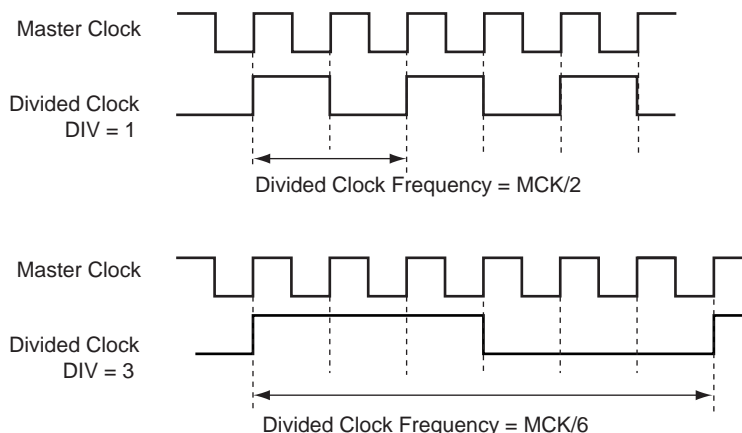 Master Clock
Divided Clock
DIV = 1
Divided Clock Frequency = MCK/2
Master Clock
Divided Clock
DIV = 3
Divided Clock Frequency = MCK/6